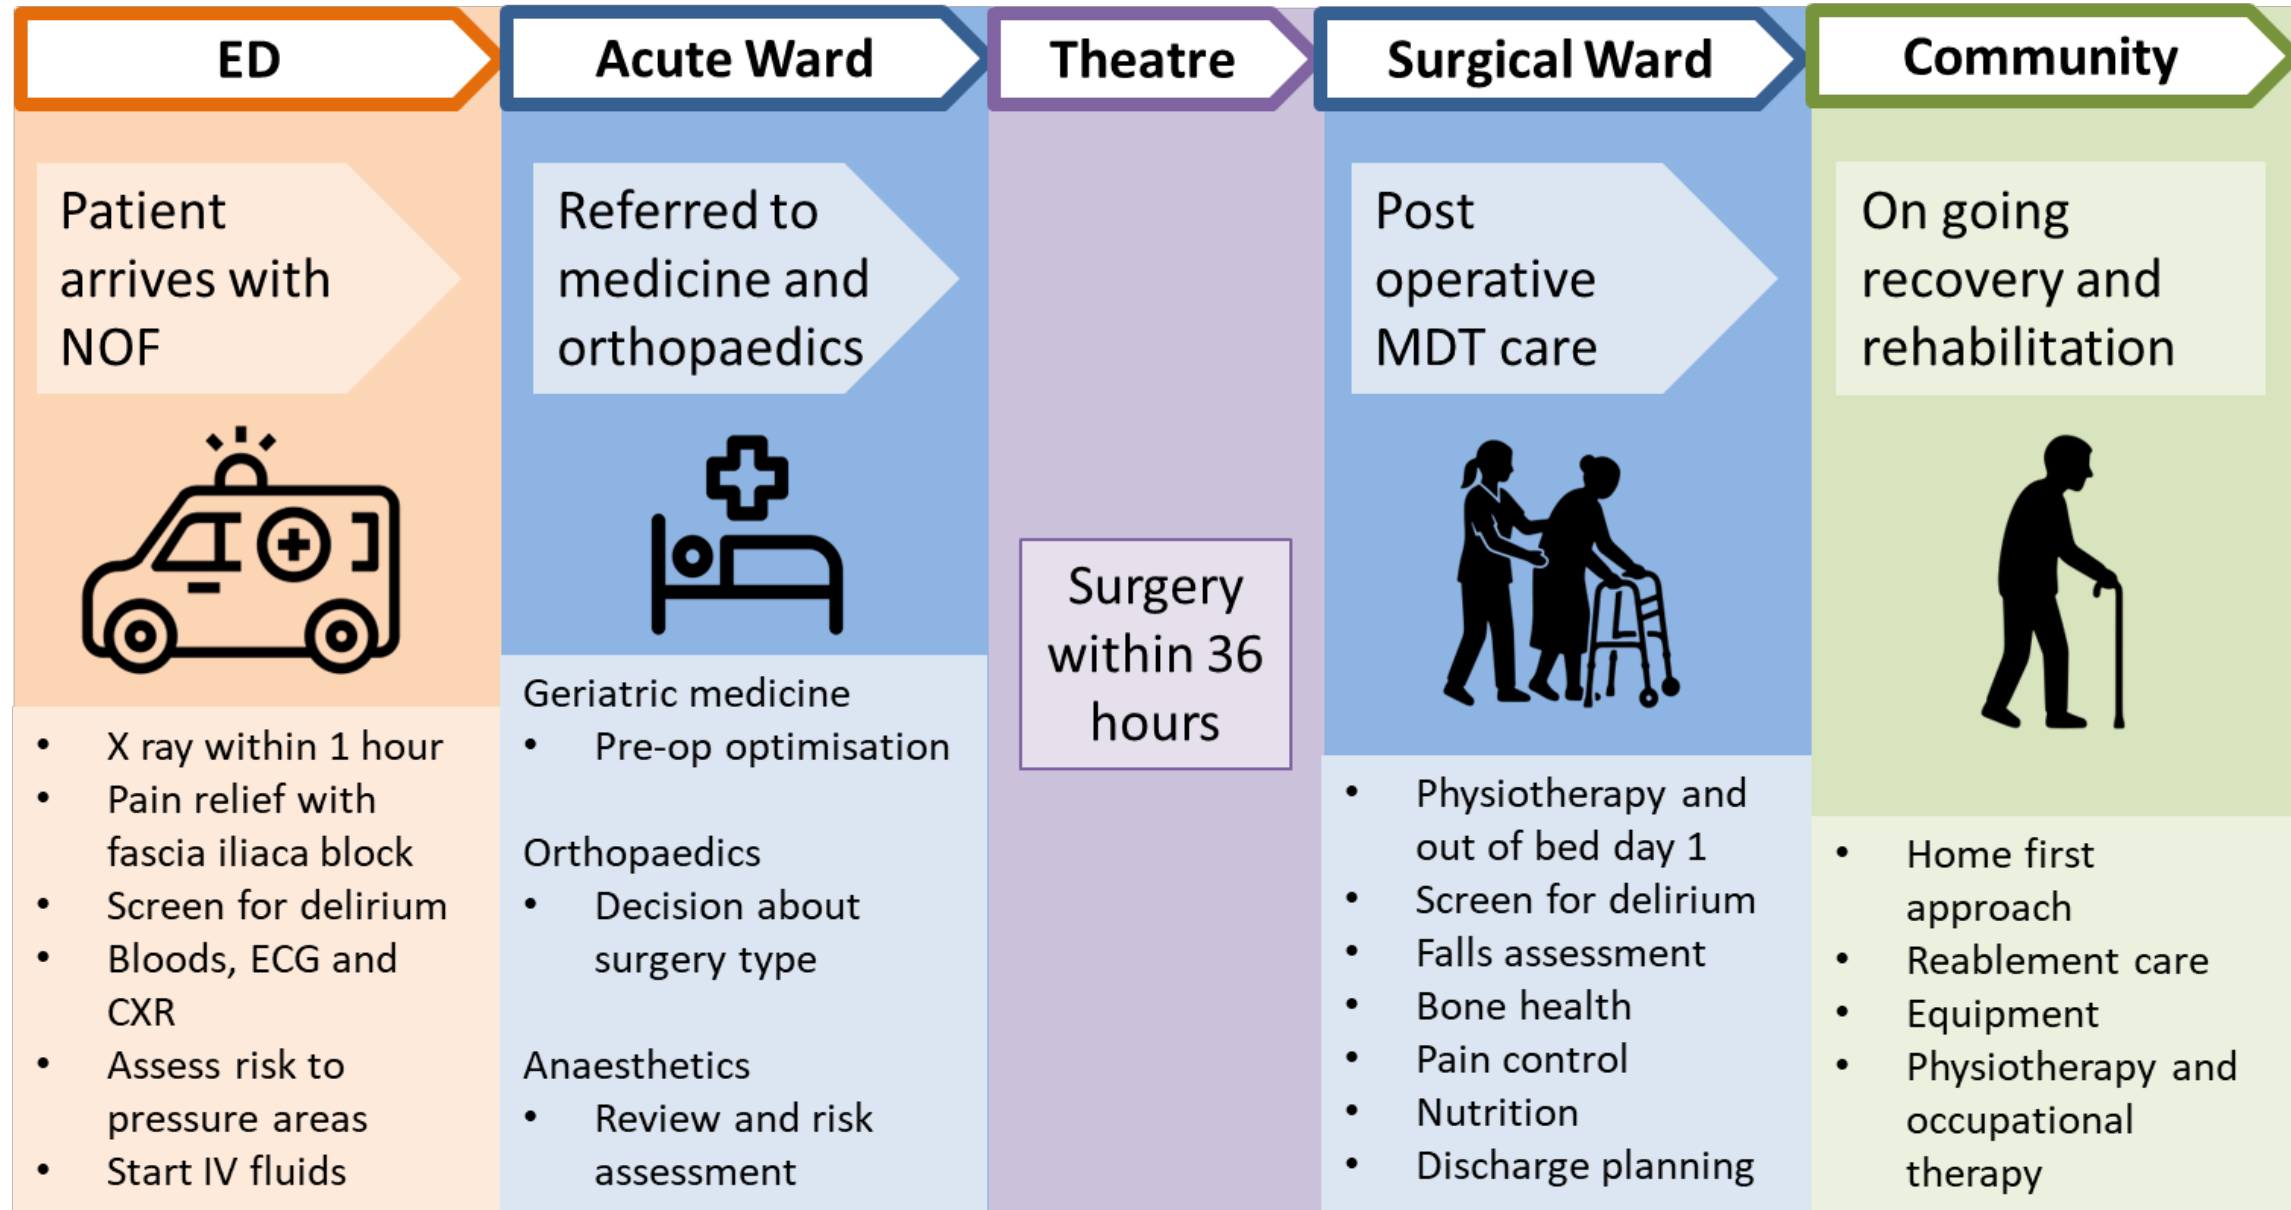 ED
Patient
arrives with
NOF
• X ray within 1 hour
• Pain relief with
fascia iliaca block
• Screen for delirium
• Bloods, ECG and
CXR
• Assess risk to
pressure areas
• Start IV fluids
Acute Ward
Referred to
medicine and
orthopaedics
Geriatric medicine
• Pre-op optimisation
Orthopaedics
• Decision about
surgery type
Anaesthetics
• Review and risk
assessment
Theatre
Surgery
within 36
hours
Surgical Ward
Post
operative
MDT care
• Physiotherapy and
out of bed day 1
• Screen for delirium
• Falls assessment
• Bone health
• Pain control
• Nutrition
• Discharge planning
Community
On going
recovery and
rehabilitation
• Home first
approach
• Reablement care
• Equipment
• Physiotherapy and
occupational
therapy